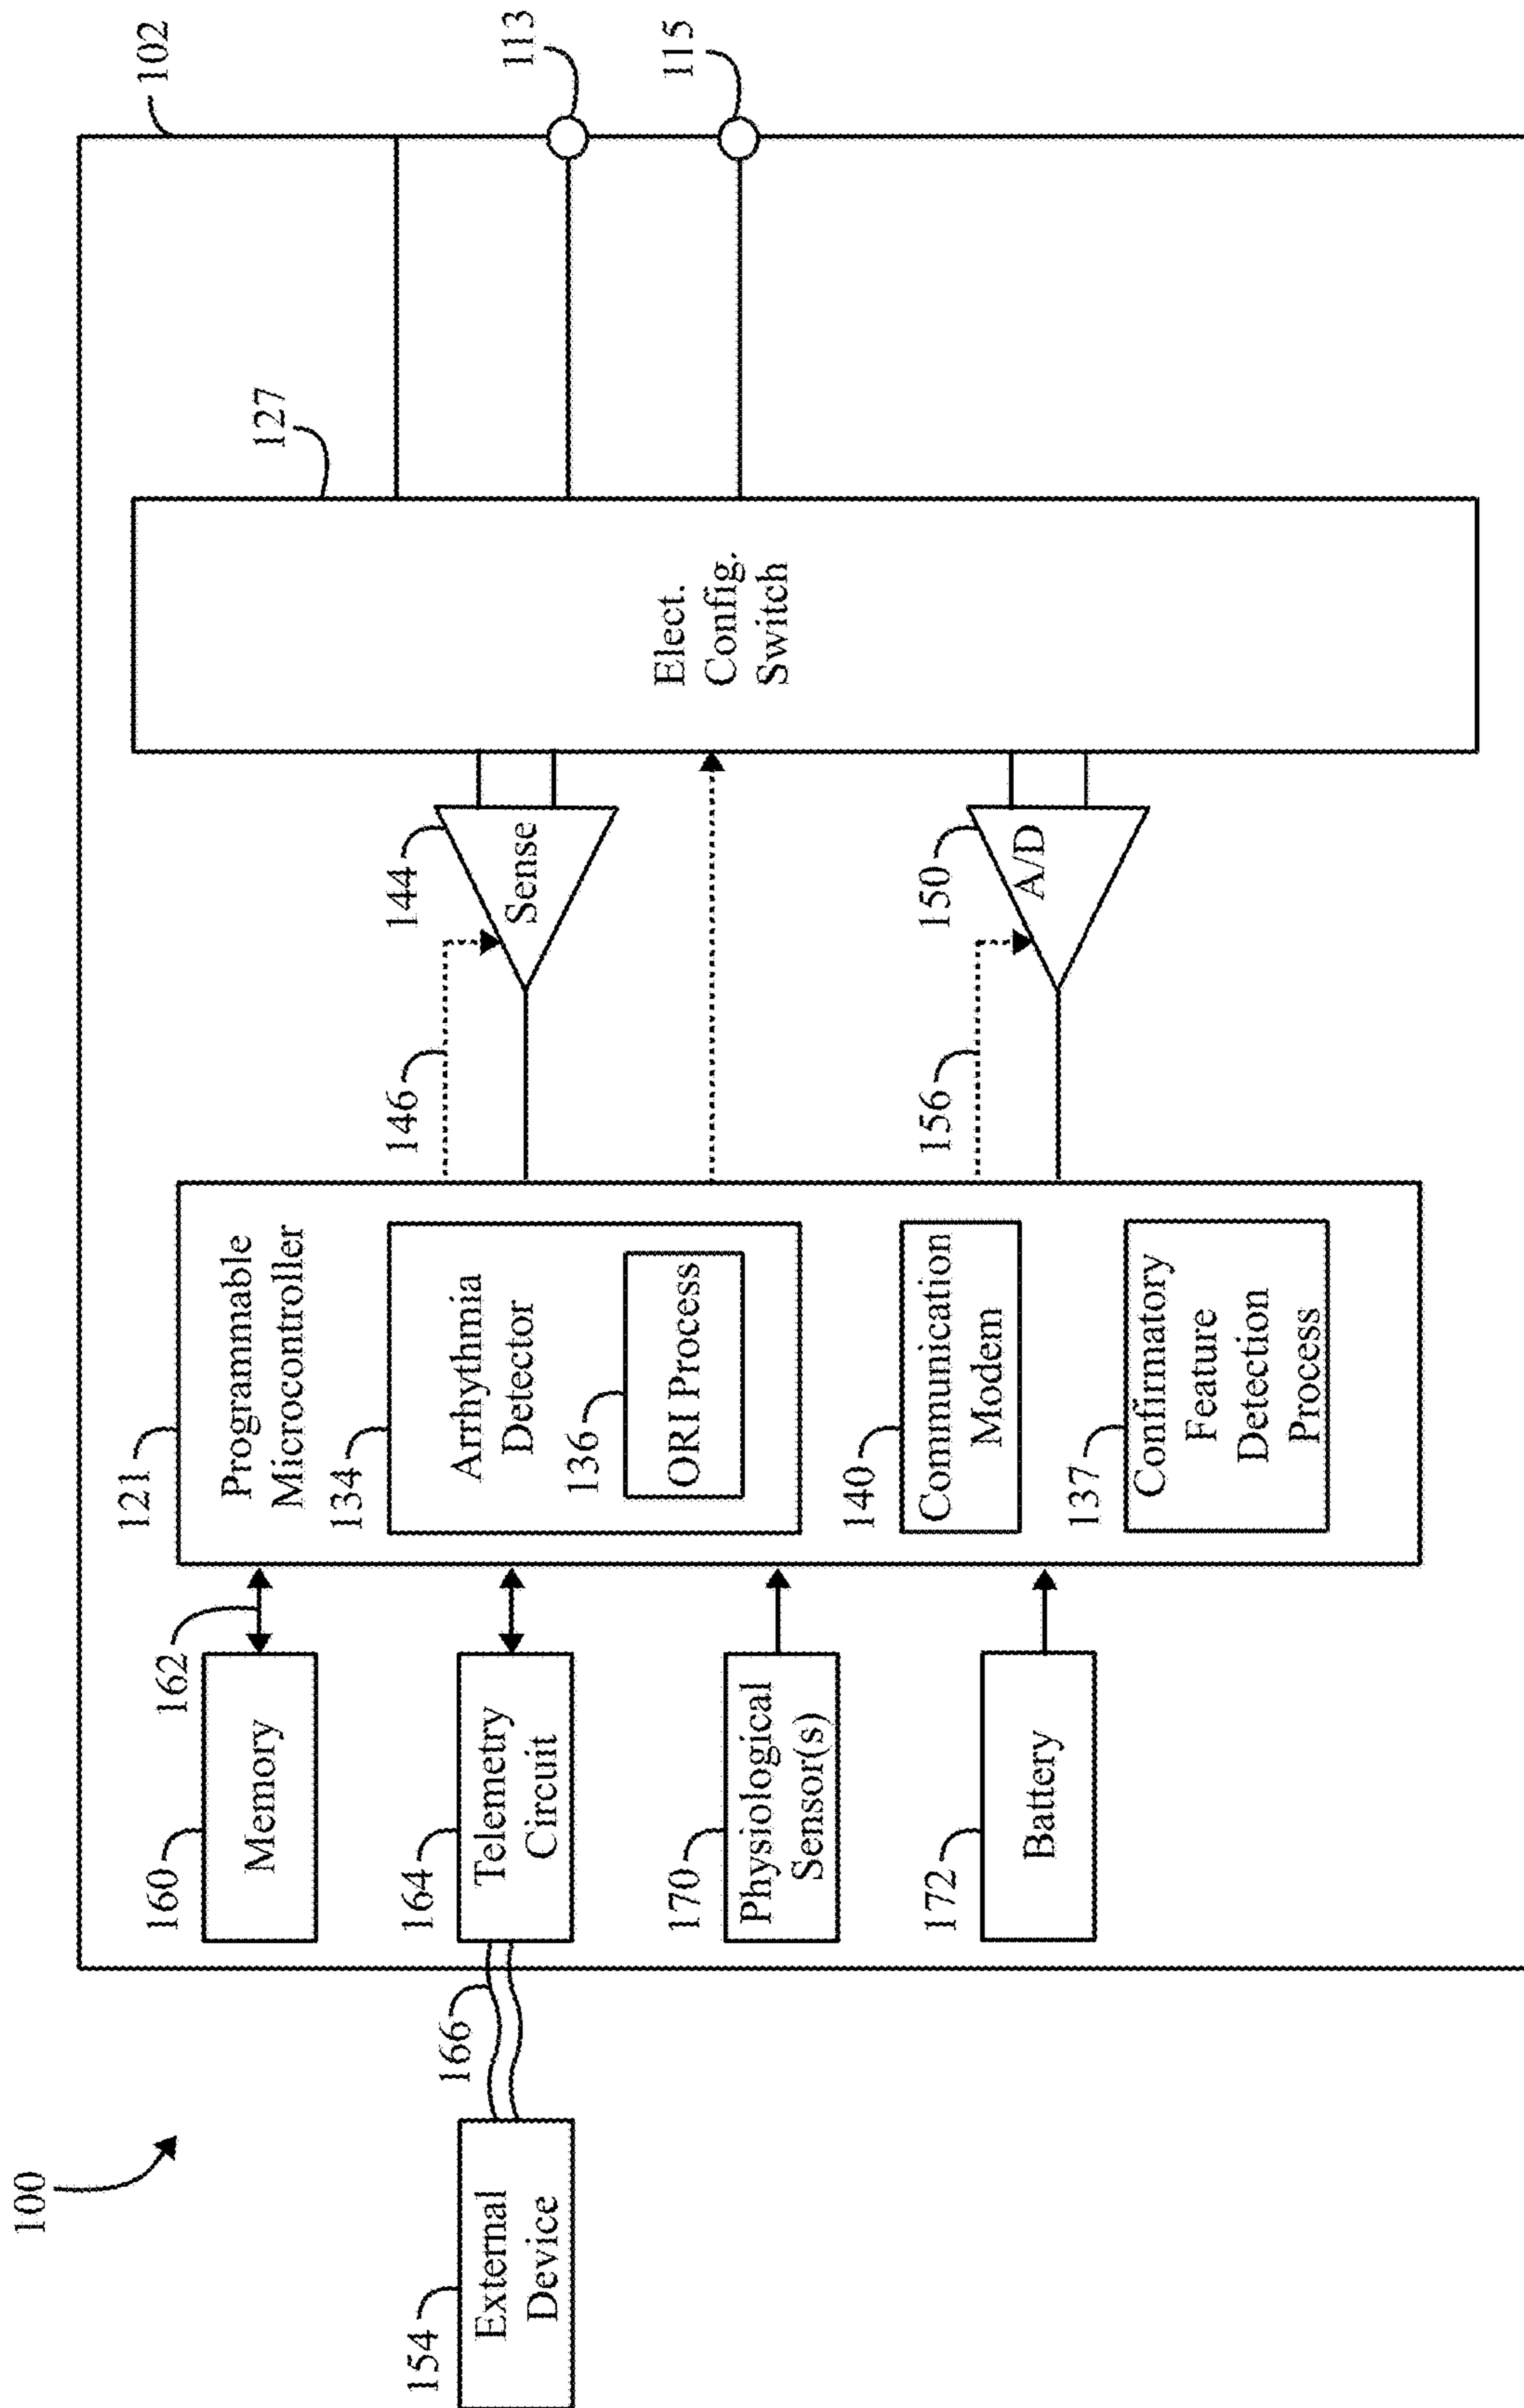 100
102
113
115
127
Elect.
Config.
Switch
144
Sense
146
150
A/D
156
121
Programmable
Microcontroller
134
Arrhythmia
Detector
136
ORI Process
140
Communication
Modem
137
Confirmatory
Feature
Detection
Process
162
160
Memory
164
Telemetry
Circuit
166
170
Physiological
Sensor(s)
172
Battery
154
External
Device